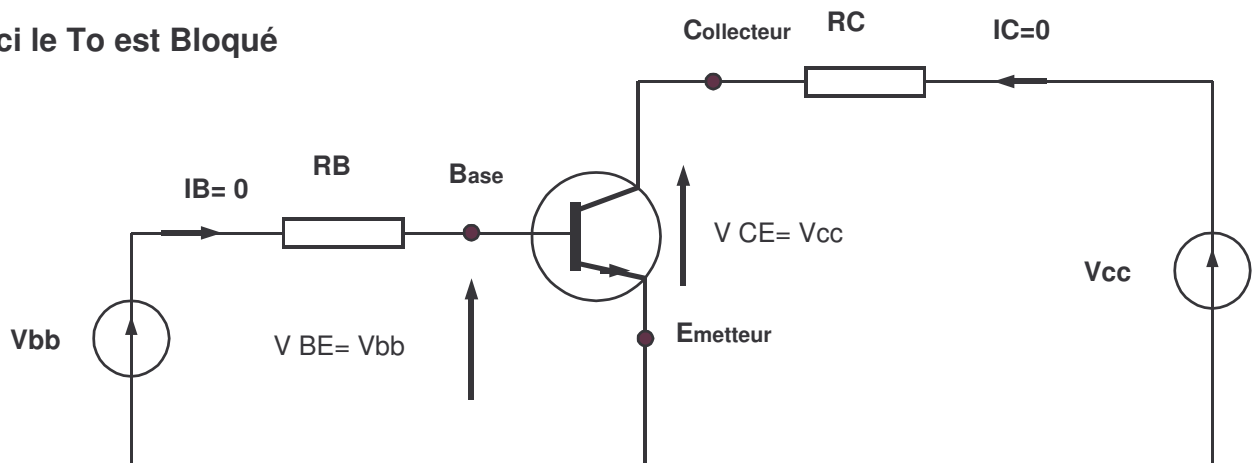 ci le To est Bloqué
Collecteur
RC
IC=0
RB
Base
IB= 0
V CE= Vcc
Vcc
Vbb
V BE= Vbb
Emetteur